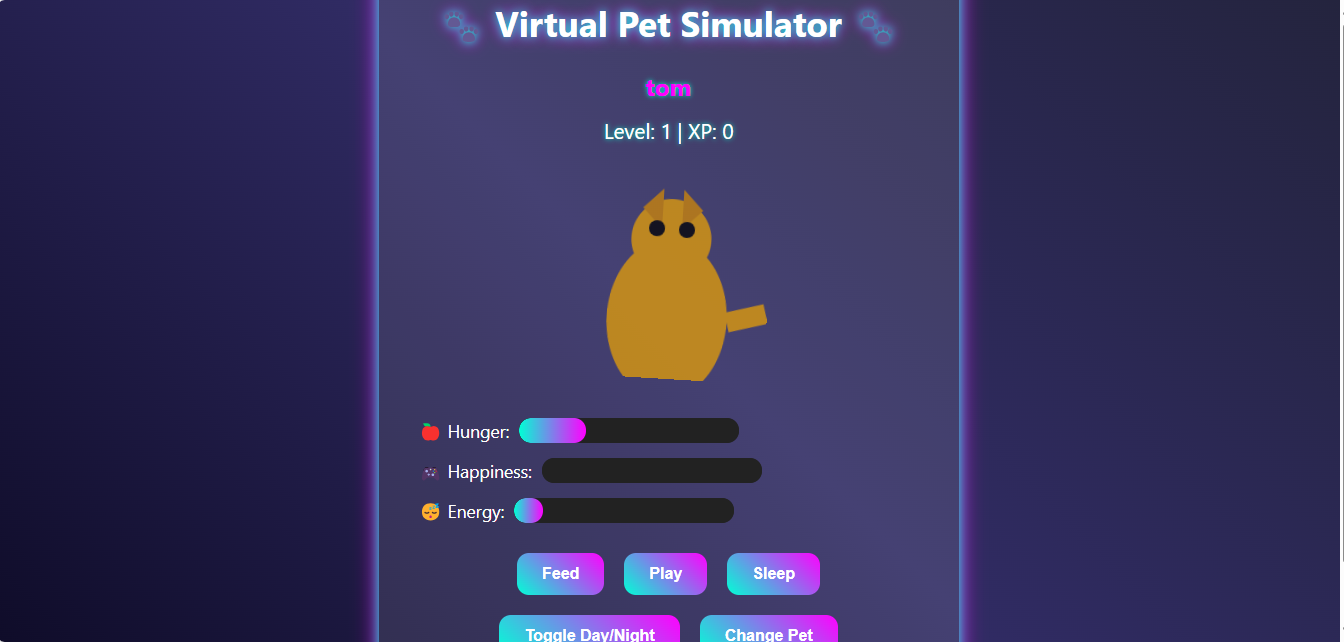 🐾 Virtual Pet Simulator 🐾
tom
Level: 1 | XP: 0
🍎 Hunger:
🎮 Happiness:
😴 Energy:
Feed Play Sleep
Toggle Day/Night Change Pet